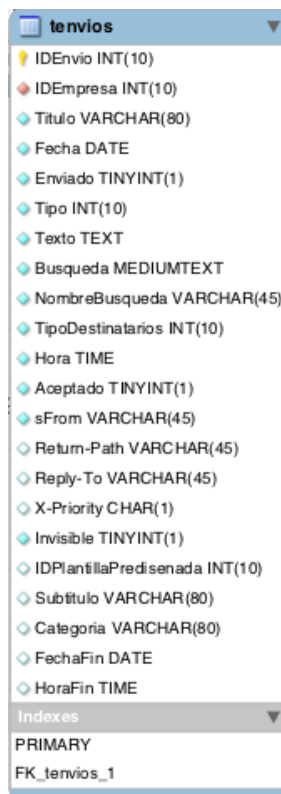 tenvios
IDEnvio INT(10)
IDEmpresa INT(10)
Titulo VARCHAR(80)
Fecha DATE
Enviado TINYINT(1)
Tipo INT(10)
Texto TEXT
Busqueda MEDIUMTEXT
NombreBusqueda VARCHAR(45)
TipoDestinatarios INT(10)
Hora TIME
Aceptado TINYINT(1)
sFrom VARCHAR(45)
Return-Path VARCHAR(45)
Reply-To VARCHAR(45)
X-Priority CHAR(1)
Invisible TINYINT(1)
IDPlantillaPredisenada INT(10)
Subtitulo VARCHAR(80)
Categoria VARCHAR(80)
FechaFin DATE
HoraFin TIME
Indexes
PRIMARY
FK_tenvios_1